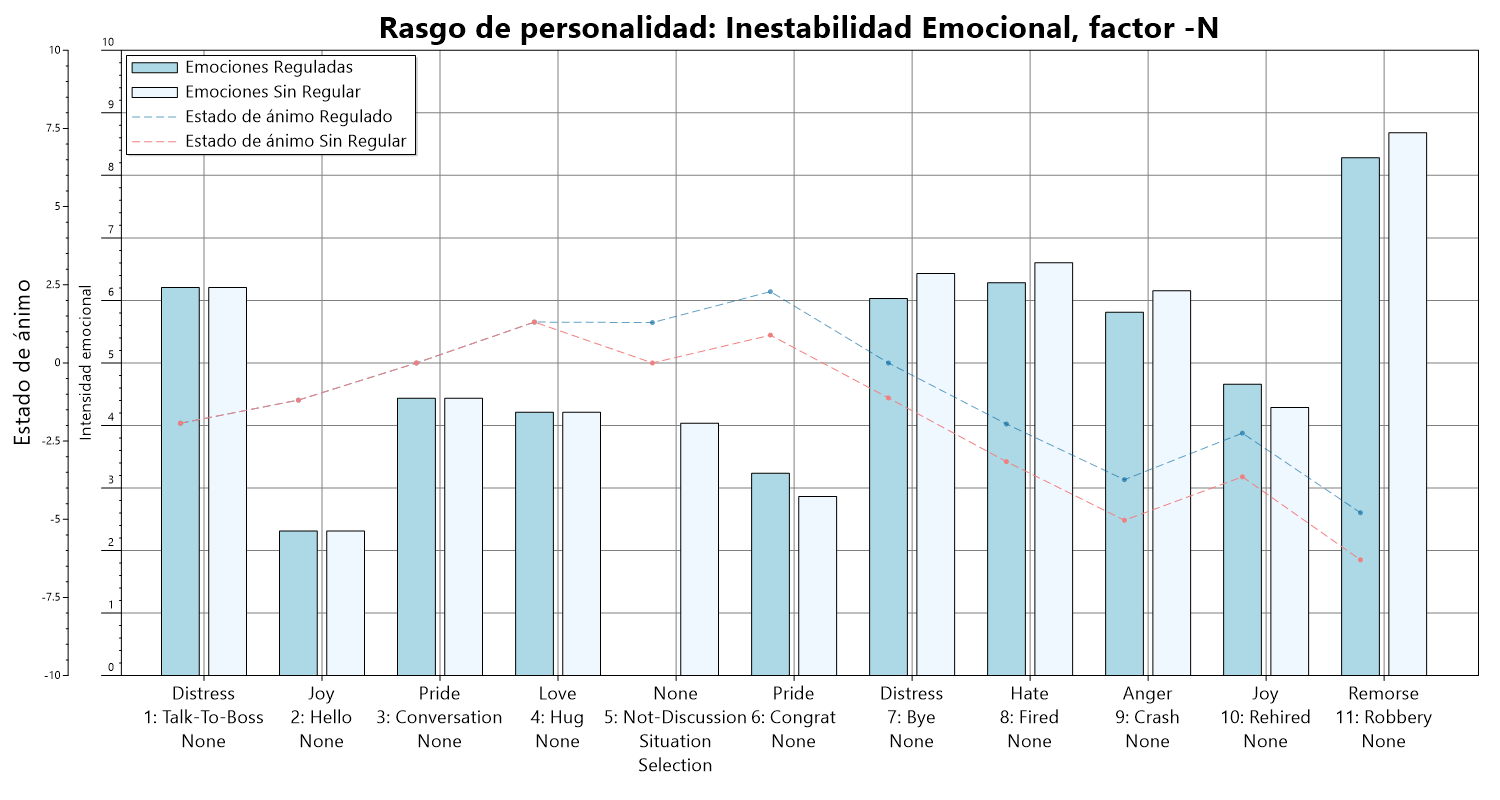 Rasgo de personalidad: Inestabilidad Emocional, factor -N
Emociones Reguladas
Emociones Sin Regular
Estado de ánimo Regulado
Estado de ánimo Sin Regular
Estado de ánimo
10
7.5
5
2.5
0
-2.5
-5
-7.5
-10
Intensidad emocional
10
9
8
7
6
5
4
3
2
1
0
Distress Joy Pride Love None Pride Distress Hate Anger Joy Remorse
1: Talk-To-Boss 2: Hello 3: Conversation 4: Hug 5: Not-Discussion 6: Congrat 7: Bye 8: Fired 9: Crash 10: Rehired 11: Robbery
None None None None Situation None None None None None None
Selection